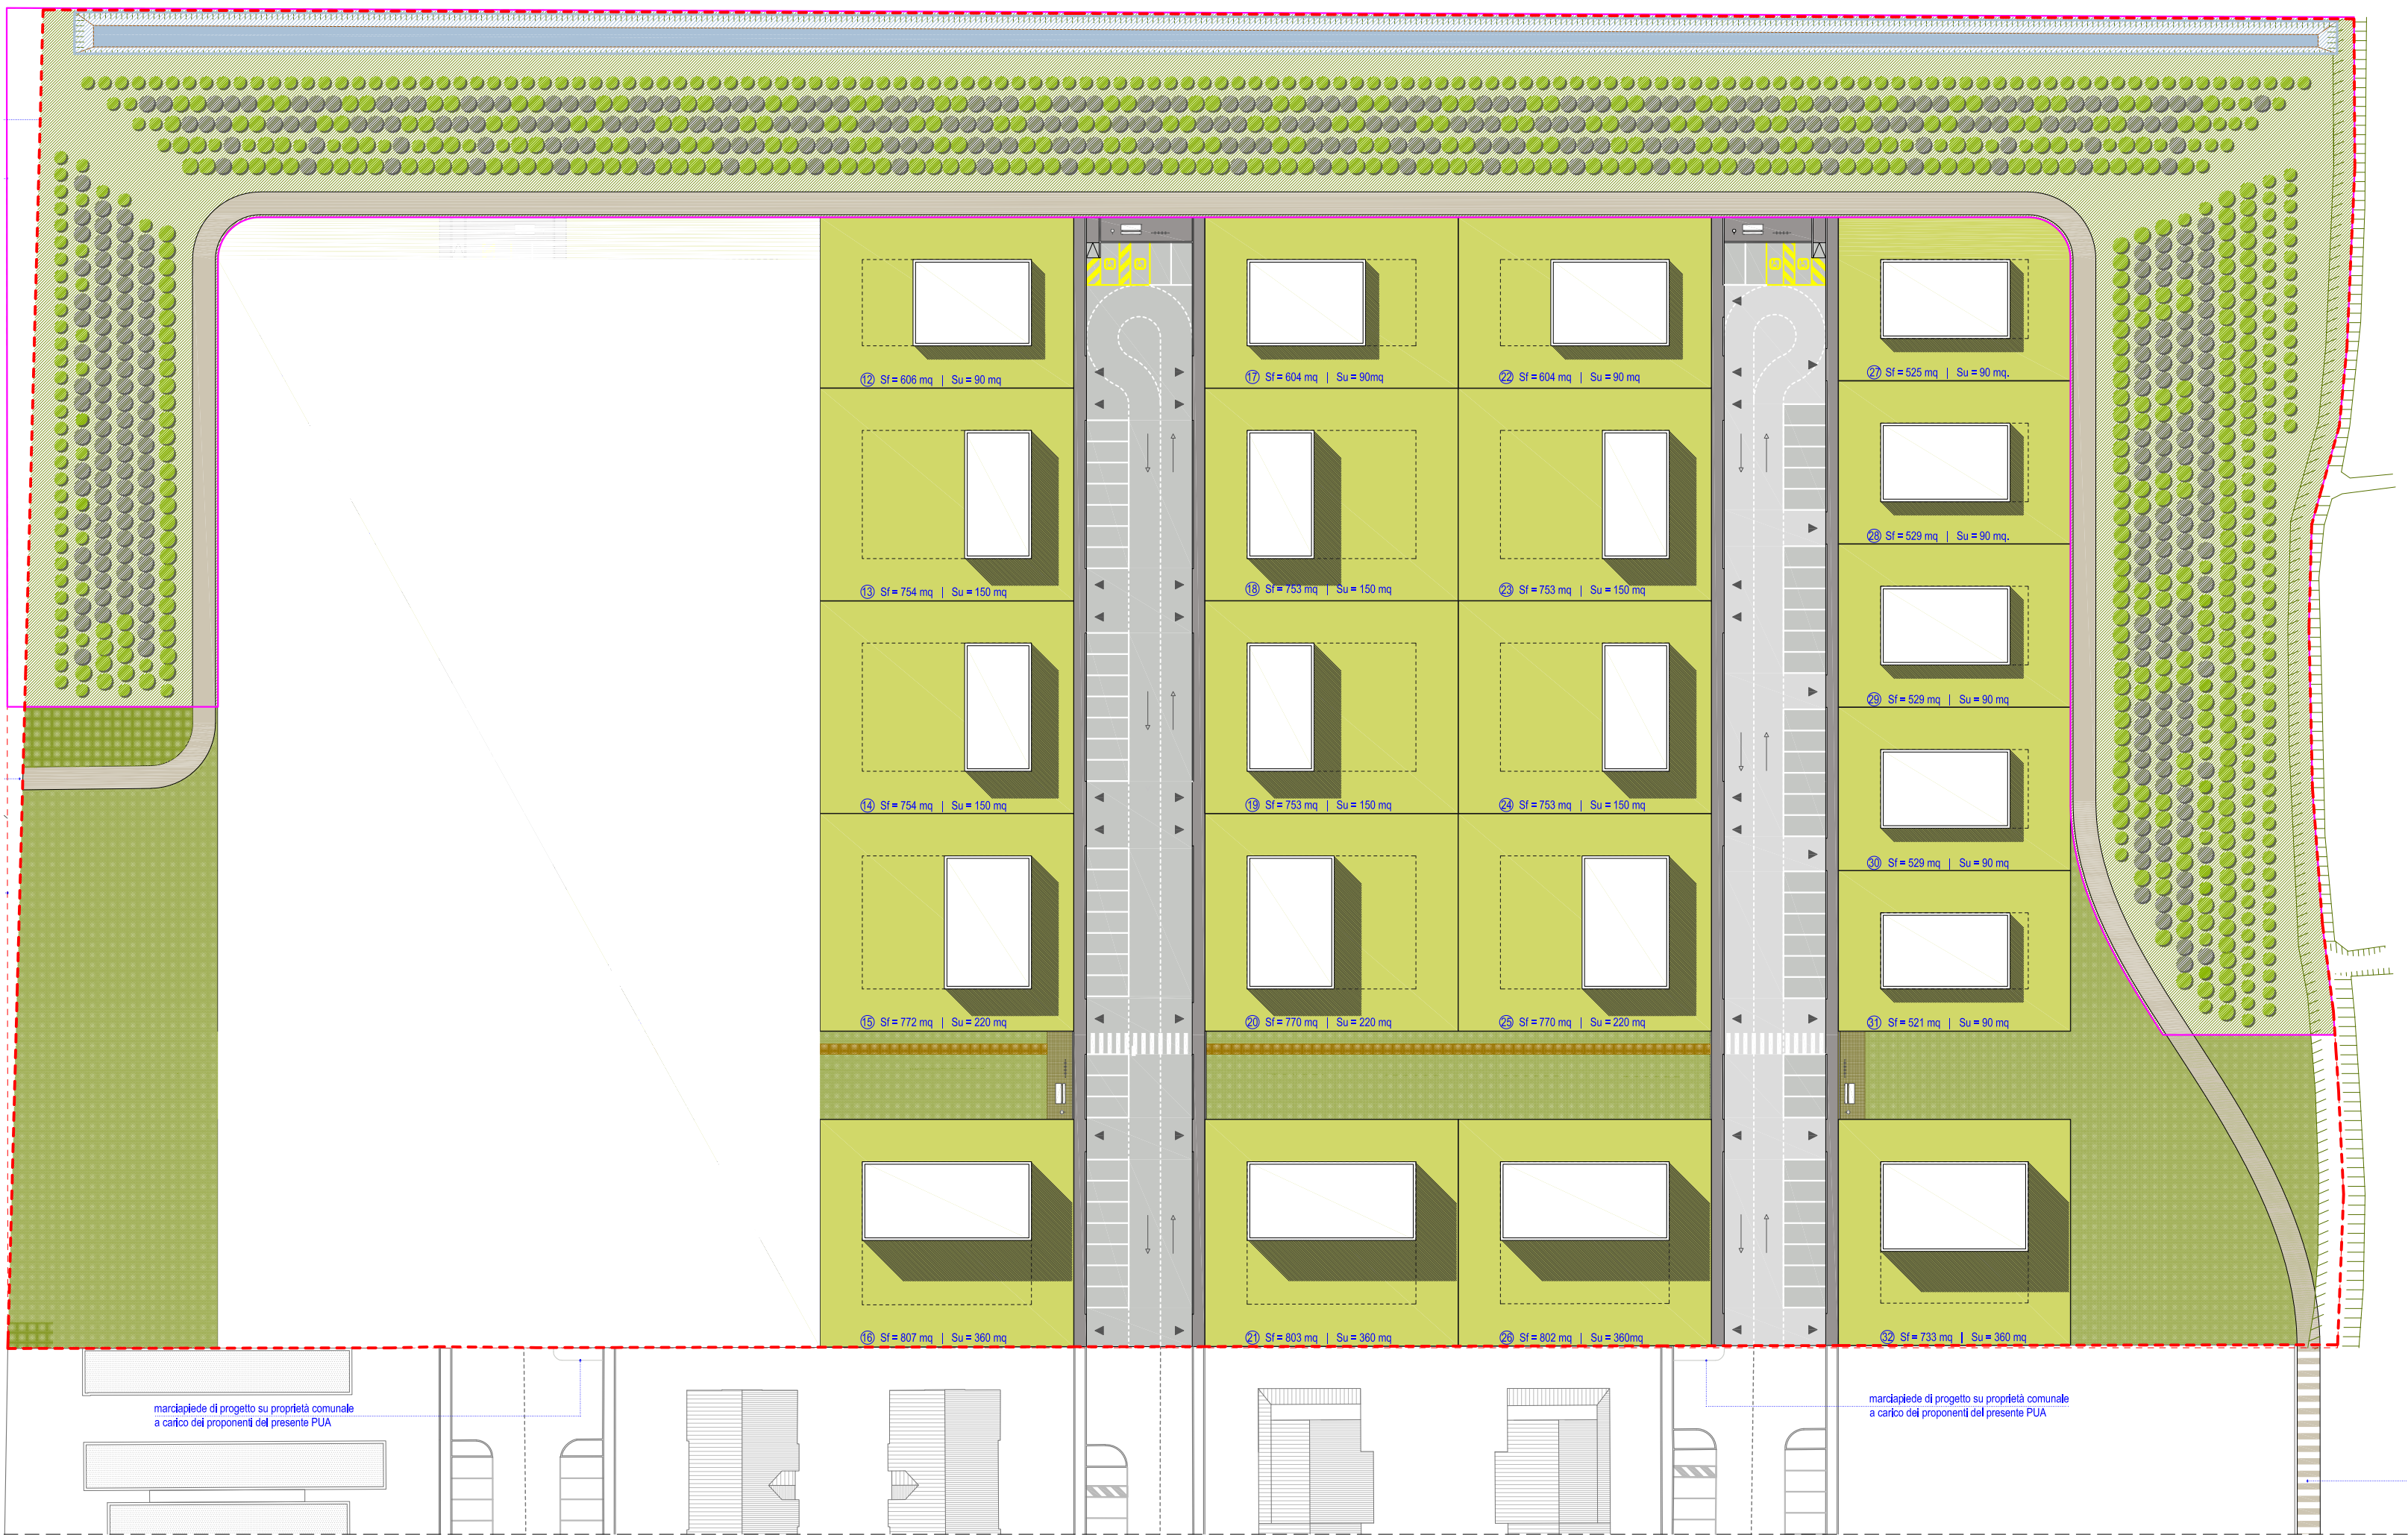 12 Sf = 606 mq | Su = 90 mq
17 Sf = 604 mq | Su = 90mq
22 Sf = 604 mq | Su = 90 mq
27 Sf = 525 mq | Su = 90 mq.
28 Sf = 529 mq | Su = 90 mq.
13 Sf = 754 mq | Su = 150 mq
18 Sf = 753 mq | Su = 150 mq
23 Sf = 753 mq | Su = 150 mq
29 Sf = 529 mq | Su = 90 mq
14 Sf = 754 mq | Su = 150 mq
19 Sf = 753 mq | Su = 150 mq
24 Sf = 753 mq | Su = 150 mq
30 Sf = 529 mq | Su = 90 mq
15 Sf = 772 mq | Su = 220 mq
20 Sf = 770 mq | Su = 220 mq
25 Sf = 770 mq | Su = 220 mq
31 Sf = 521 mq | Su = 90 mq
16 Sf = 807 mq | Su = 360 mq
21 Sf = 803 mq | Su = 360 mq
26 Sf = 802 mq | Su = 360mq
32 Sf = 733 mq | Su = 360 mq
marciapiede di progetto su proprietà comunale
a carico dei proponenti del presente PUA
marciapiede di progetto su proprietà comunale
a carico dei proponenti del presente PUA